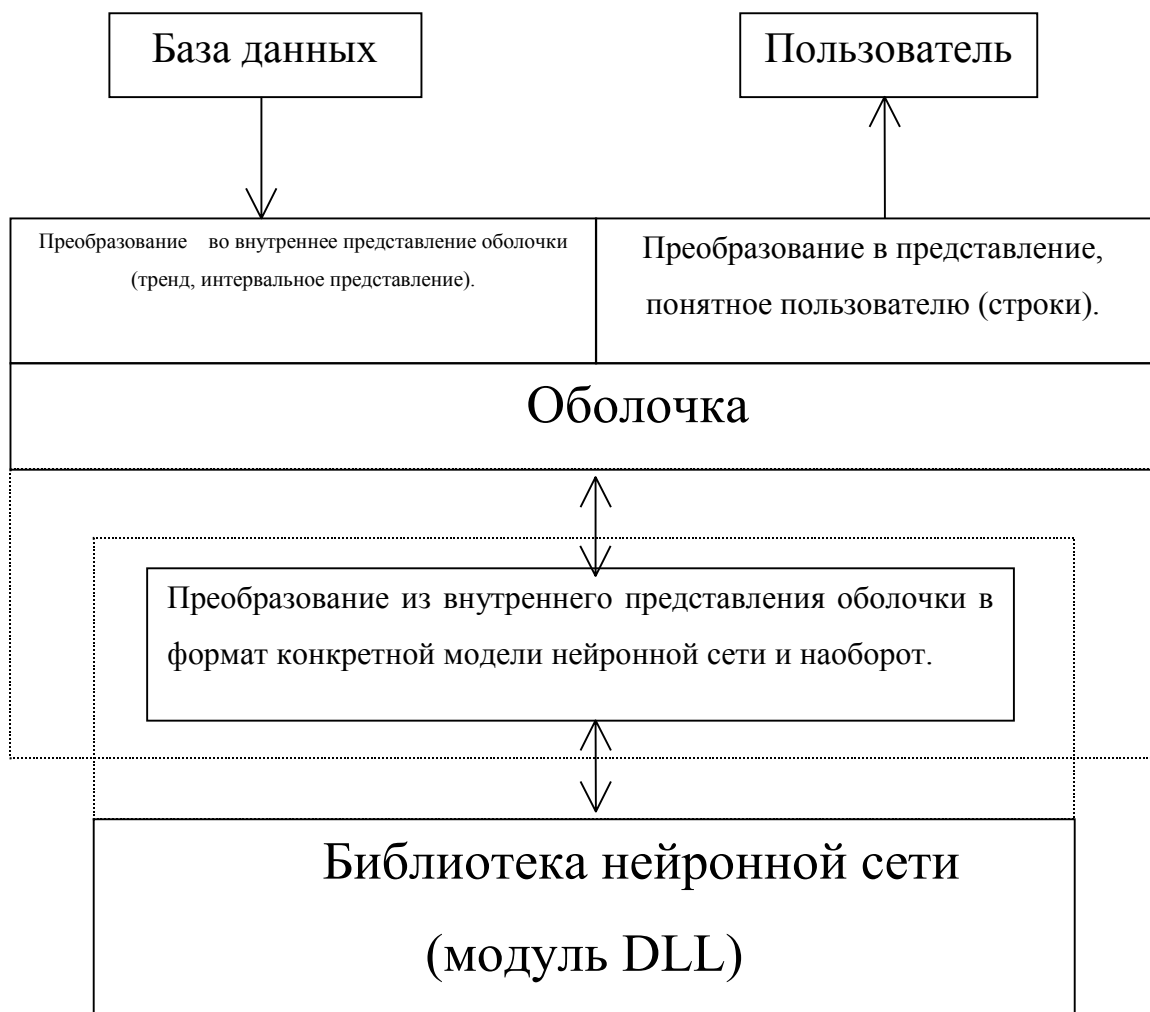 База данных
Пользователь
Преобразование во внутреннее представление оболочки
(тренд, интервальное представление).
Преобразование в представление,
понятное пользователю (строки).
Оболочка
Преобразование из внутреннего представления оболочки в
формат конкретной модели нейронной сети и наоборот.
Библиотека нейронной сети
(модуль DLL)